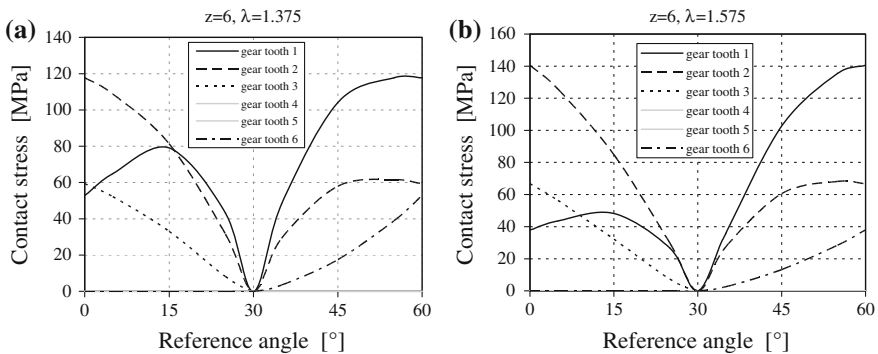 (a)
z=6, λ=1.375
Contact stress [MPa]
140
120
100
80
60
40
20
0
gear tooth 1
gear tooth 2
gear tooth 3
gear tooth 4
gear tooth 5
gear tooth 6
0 15 30 45 60
Reference angle [°]
(b)
z=6, λ=1.575
Contact stress [MPa]
160
140
120
100
80
60
40
20
0
gear tooth 1
gear tooth 2
gear tooth 3
gear tooth 4
gear tooth 5
gear tooth 6
0 15 30 45 60
Reference angle [°]